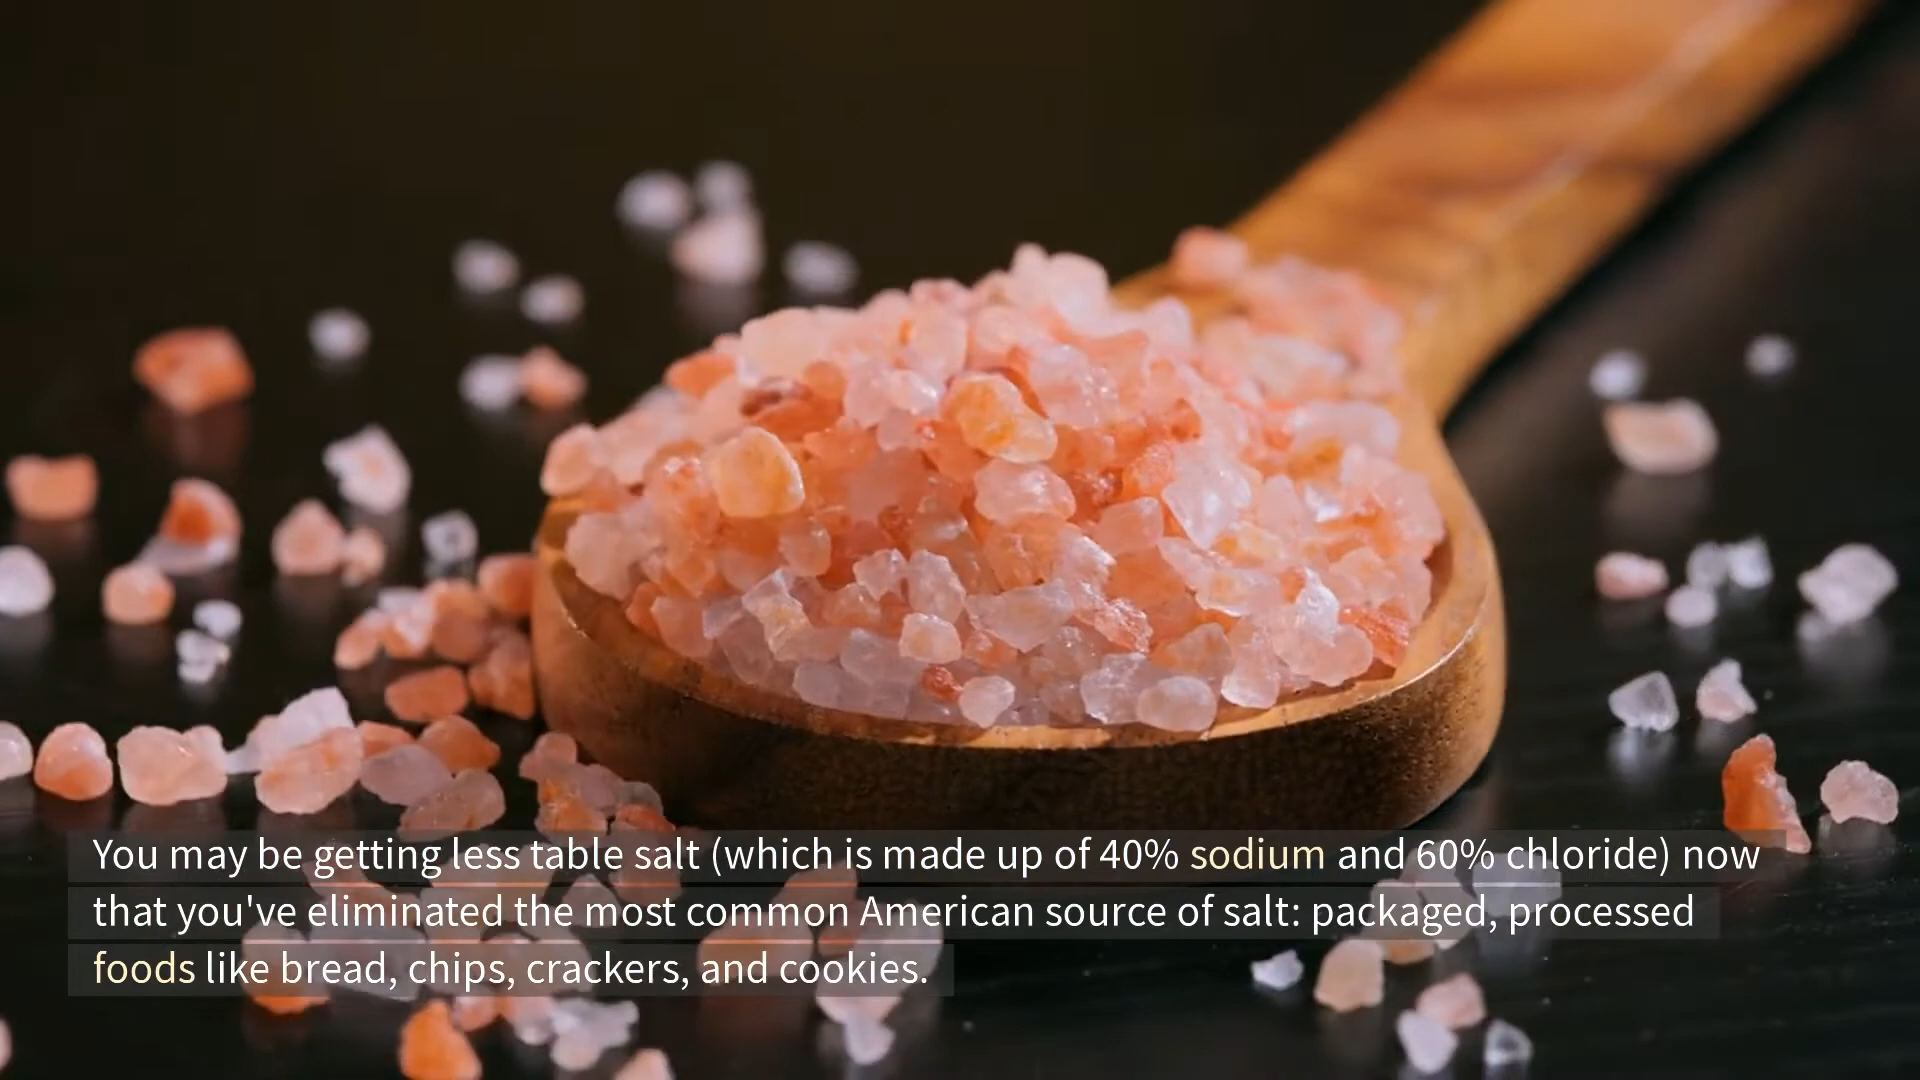 You may be getting less table salt (which is made up of 40% sodium and 60% chloride) now
that you've eliminated the most common American source of salt: packaged, processed
foods like bread, chips, crackers, and cookies.